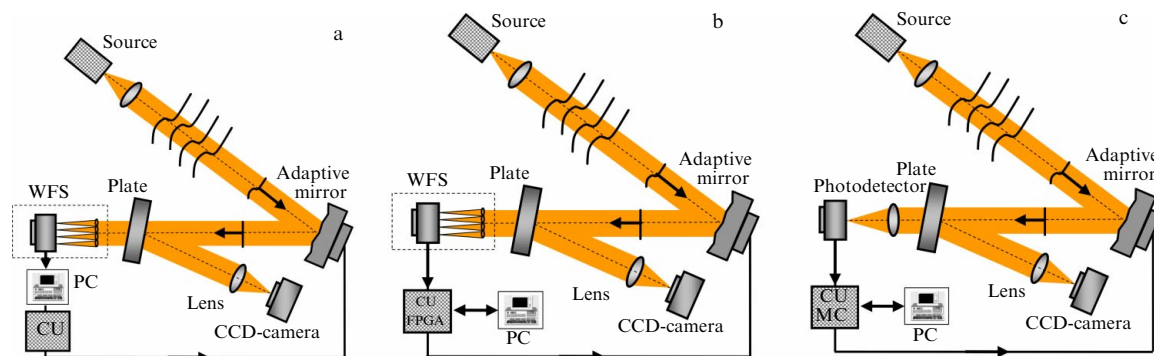 a
Source
Adaptive
mirror
Plate
WFS
PC
CU
Lens
CCD-camera
b
Source
Adaptive
mirror
Plate
WFS
CU
FPGA
PC
Lens
CCD-camera
c
Source
Adaptive
mirror
Plate
Photodetector
CU
MC
PC
Lens
CCD-camera